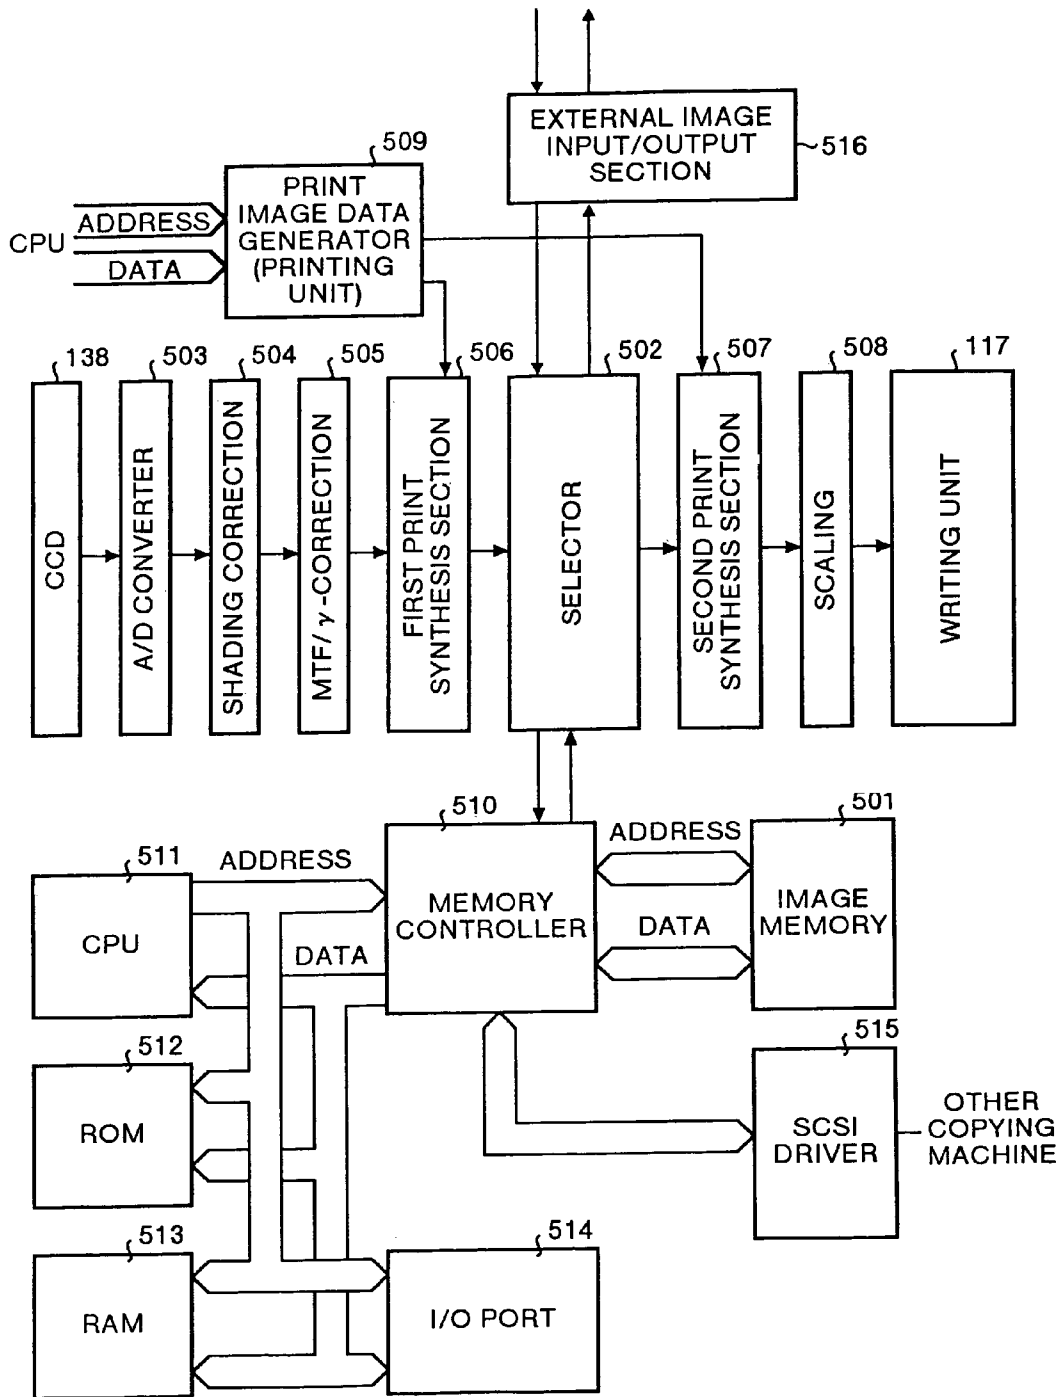 EXTERNAL IMAGE
INPUT/OUTPUT
SECTION
516
509
PRINT
IMAGE DATA
GENERATOR
(PRINTING
UNIT)
CPU
ADDRESS
DATA
138
503
504
505
506
502
507
508
117
CCD
A/D CONVERTER
SHADING CORRECTION
MTF/γ-CORRECTION
FIRST PRINT
SYNTHESIS SECTION
SELECTOR
SECOND PRINT
SYNTHESIS SECTION
SCALING
WRITING UNIT
510
501
511
ADDRESS
ADDRESS
CPU
MEMORY
CONTROLLER
IMAGE
MEMORY
DATA
DATA
512
515
ROM
SCSI
DRIVER
OTHER
COPYING
MACHINE
513
514
RAM
I/O PORT